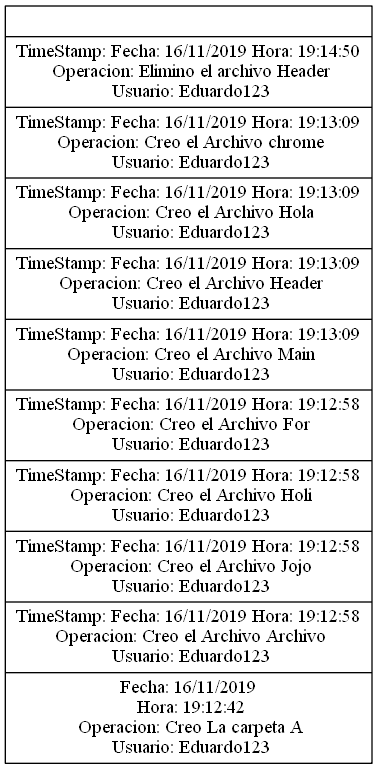 TimeStamp: Fecha: 16/11/2019 Hora: 19:14:50
Operacion: Elimino el archivo Header
Usuario: Eduardo123
TimeStamp: Fecha: 16/11/2019 Hora: 19:13:09
Operacion: Creo el Archivo chrome
Usuario: Eduardo123
TimeStamp: Fecha: 16/11/2019 Hora: 19:13:09
Operacion: Creo el Archivo Hola
Usuario: Eduardo123
TimeStamp: Fecha: 16/11/2019 Hora: 19:13:09
Operacion: Creo el Archivo Header
Usuario: Eduardo123
TimeStamp: Fecha: 16/11/2019 Hora: 19:13:09
Operacion: Creo el Archivo Main
Usuario: Eduardo123
TimeStamp: Fecha: 16/11/2019 Hora: 19:12:58
Operacion: Creo el Archivo For
Usuario: Eduardo123
TimeStamp: Fecha: 16/11/2019 Hora: 19:12:58
Operacion: Creo el Archivo Holi
Usuario: Eduardo123
TimeStamp: Fecha: 16/11/2019 Hora: 19:12:58
Operacion: Creo el Archivo Jojo
Usuario: Eduardo123
TimeStamp: Fecha: 16/11/2019 Hora: 19:12:58
Operacion: Creo el Archivo Archivo
Usuario: Eduardo123
Fecha: 16/11/2019
Hora: 19:12:42
Operacion: Creo La carpeta A
Usuario: Eduardo123